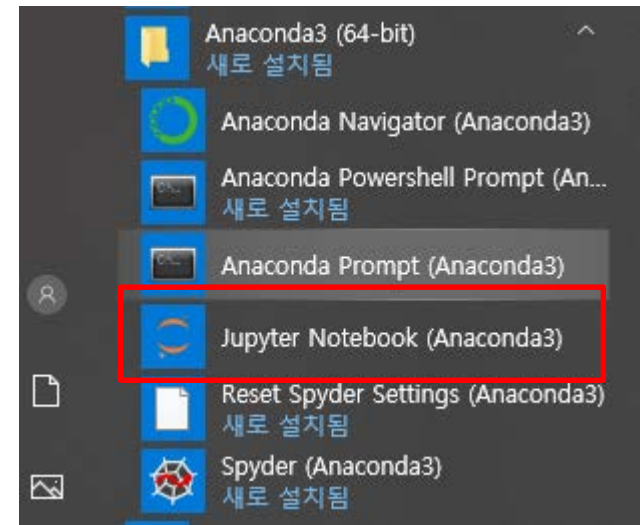 Anaconda3 (64-bit)
새로 설치됨
Anaconda Navigator (Anaconda3)
Anaconda Powershell Prompt (An...
새로 설치됨
Anaconda Prompt (Anaconda3)
Jupyter Notebook (Anaconda3)
Reset Spyder Settings (Anaconda3)
새로 설치됨
Spyder (Anaconda3)
새로 설치됨